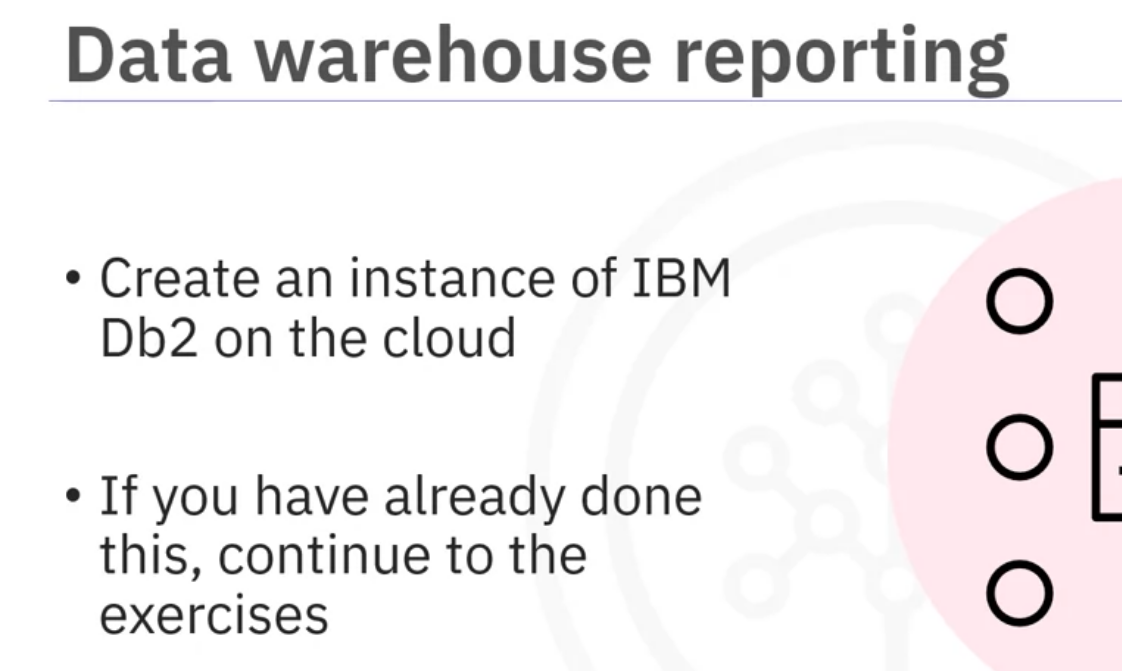 Data warehouse reporting
• Create an instance of IBM
Db2 on the cloud
• If you have already done
this, continue to the
exercises